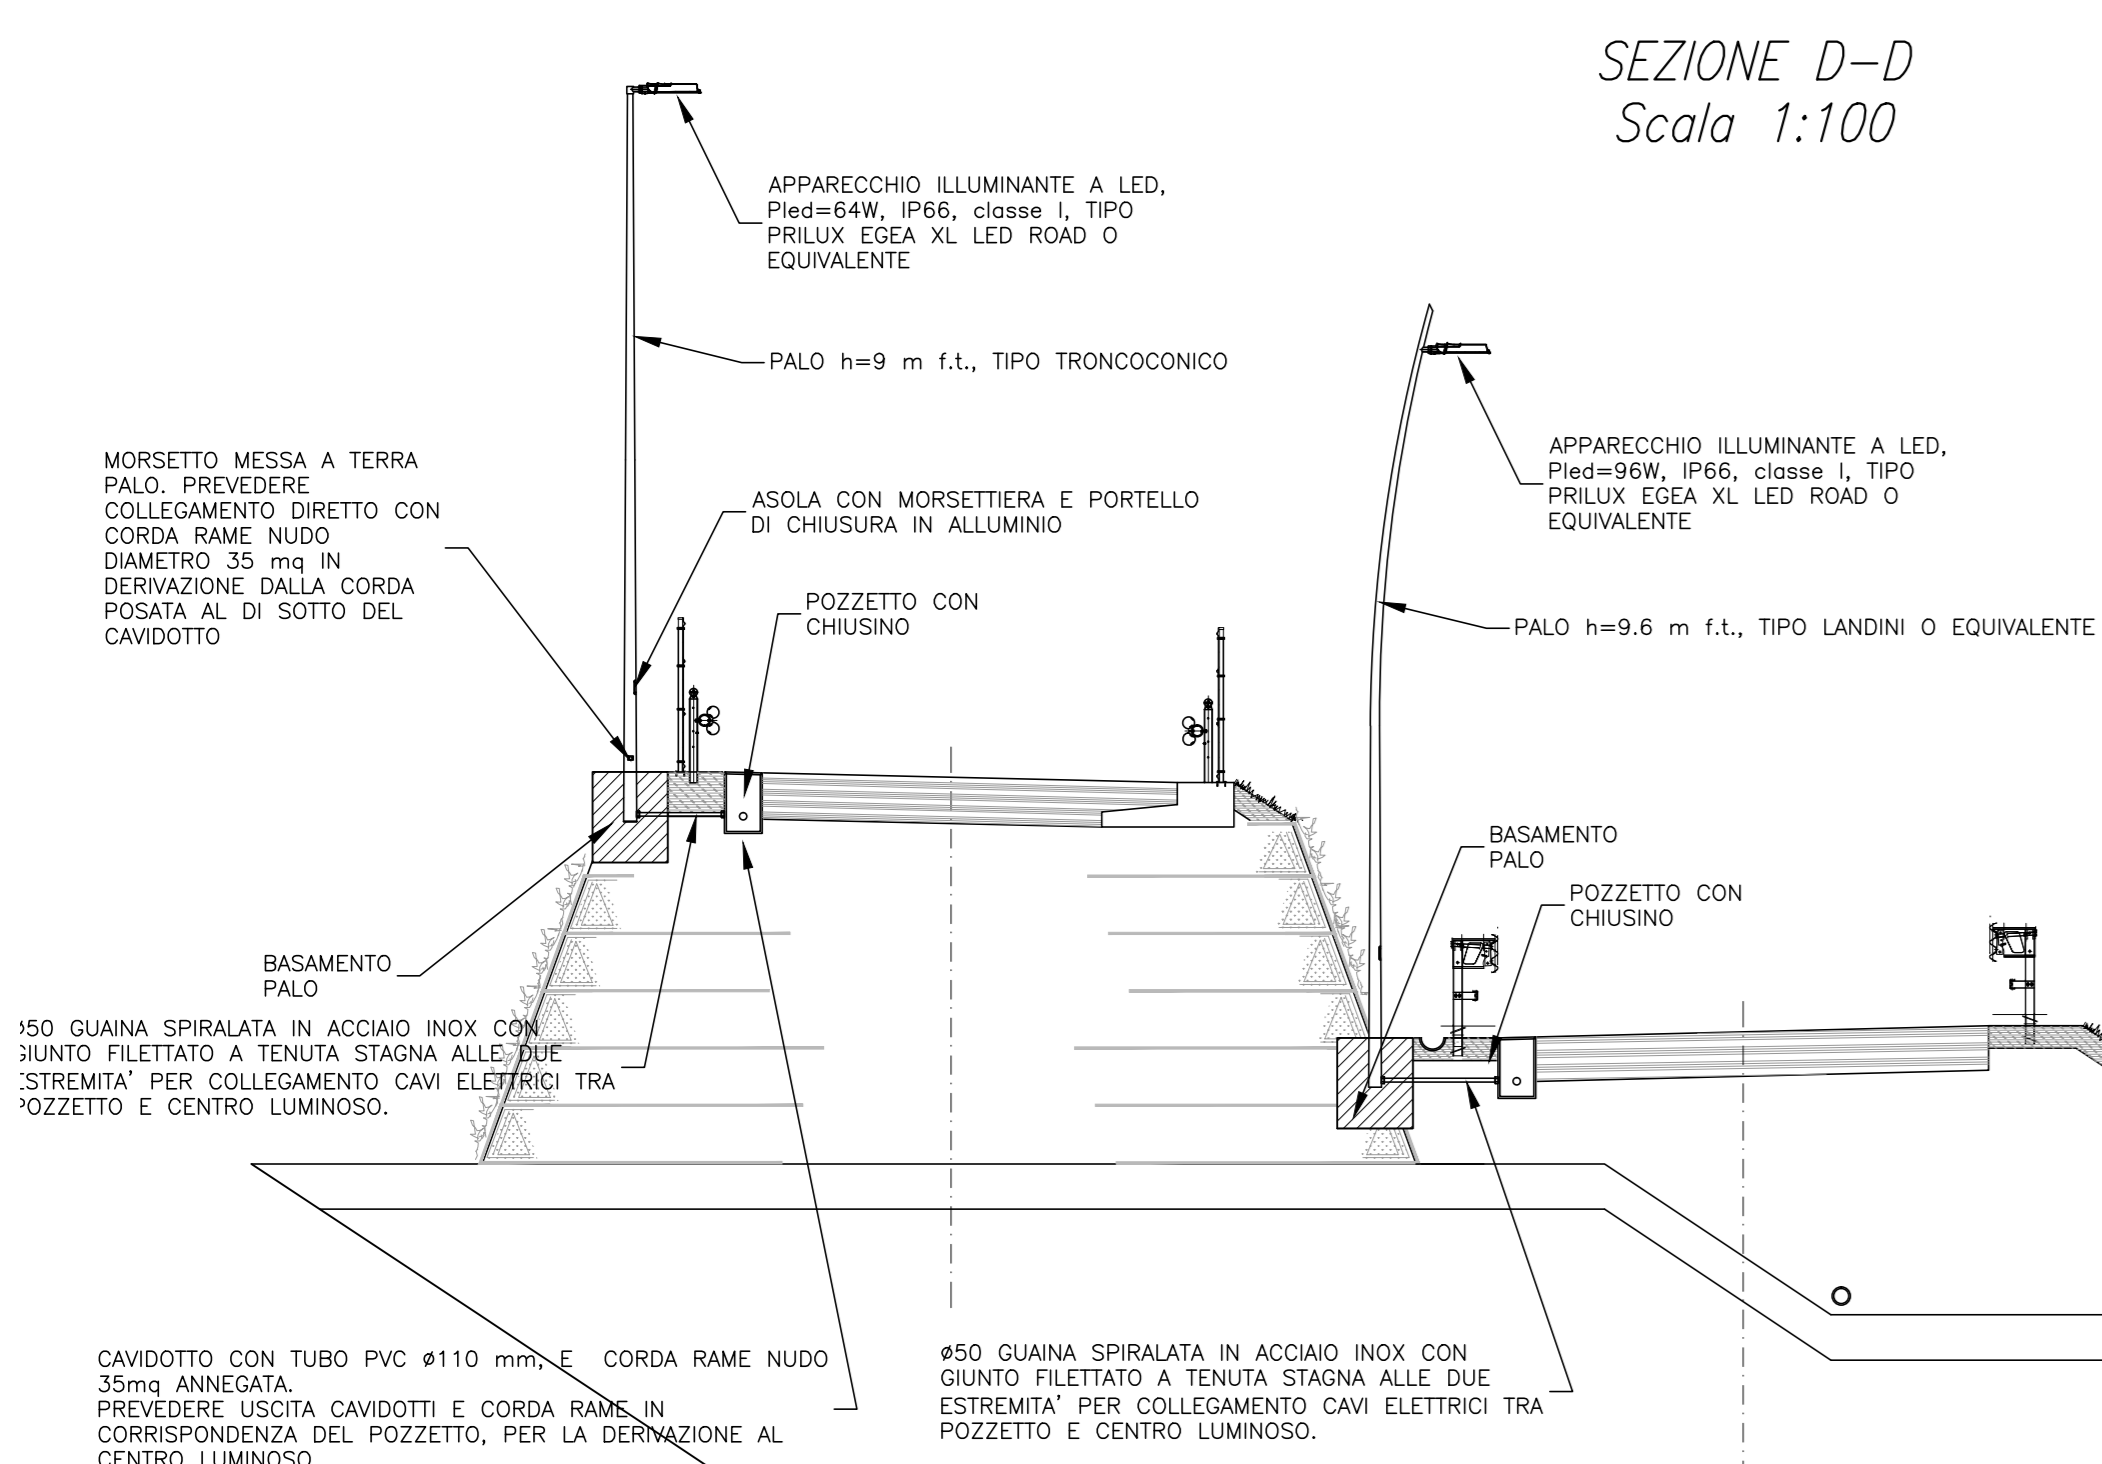 SEZIONE D-D
Scala 1:100
APPARECCHIO ILLUMINANTE A LED,
Pled=64W, IP66, classe I, TIPO
PRILUX EGEA XL LED ROAD O
EQUIVALENTE
PALO h=9 m f.t., TIPO TRONCOCONICO
MORSETTO MESSA A TERRA
PALO. PREVEDERE
COLLEGAMENTO DIRETTO CON
CORDA RAME NUDO
DIAMETRO 35 mq IN
DERIVAZIONE DALLA CORDA
POSATA AL DI SOTTO DEL
CAVIDOTTO
ASOLA CON MORSETTIERA E PORTELLO
DI CHIUSURA IN ALLUMINIO
POZZETTO CON
CHIUSINO
APPARECCHIO ILLUMINANTE A LED,
Pled=96W, IP66, classe I, TIPO
PRILUX EGEA XL LED ROAD O
EQUIVALENTE
PALO h=9.6 m f.t., TIPO LANDINI O EQUIVALENTE
BASAMENTO
PALO
POZZETTO CON
CHIUSINO
BASAMENTO
PALO
ø50 GUAINA SPIRALATA IN ACCIAIO INOX CON
GIUNTO FILETTATO A TENUTA STAGNA ALLE DUE
ESTREMITA' PER COLLEGAMENTO CAVI ELETTRICI TRA
POZZETTO E CENTRO LUMINOSO.
CAVIDOTTO CON TUBO PVC ø110 mm, E CORDA RAME NUDO
35mq ANNEGATA.
PREVEDERE USCITA CAVIDOTTI E CORDA RAME IN
CORRISPONDENZA DEL POZZETTO, PER LA DERIVAZIONE AL
CENTRO LUMINOSO
ø50 GUAINA SPIRALATA IN ACCIAIO INOX CON
GIUNTO FILETTATO A TENUTA STAGNA ALLE DUE
ESTREMITA' PER COLLEGAMENTO CAVI ELETTRICI TRA
POZZETTO E CENTRO LUMINOSO.